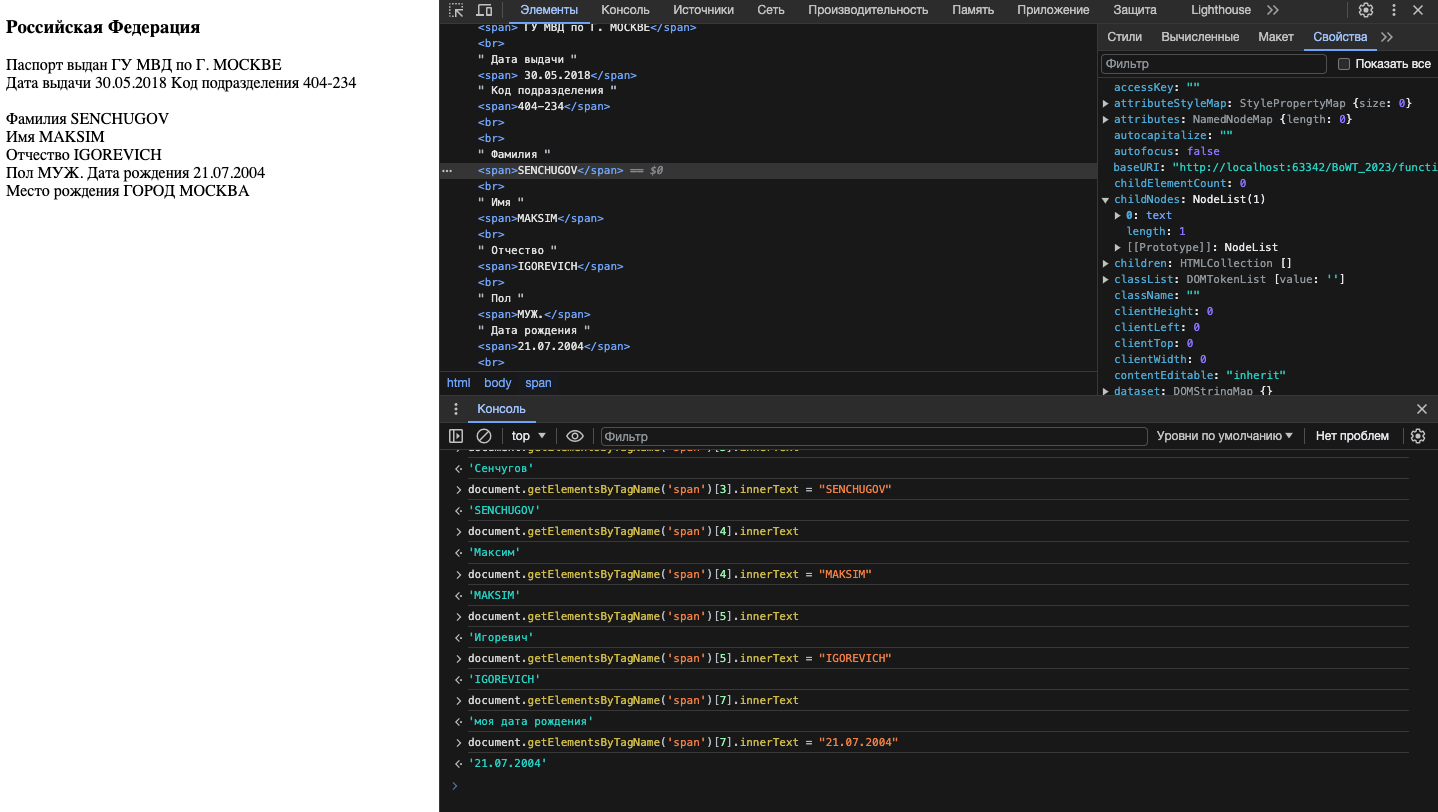 Российская Федерация
Паспорт выдан ГУ МВД по Г. МОСКВЕ
Дата выдачи 30.05.2018 Код подразделения 404-234
Фамилия SENCHUGOV
Имя MAKSIM
Отчество IGOREVICH
Пол МУЖ. Дата рождения 21.07.2004
Место рождения ГОРОД МОСКВА
Элементы Консоль Источники Сеть Производительность Память Приложение Защита Lighthouse
<span> ГУ МВД по Г. МОСКВЕ</span>
<br>
" Дата выдачи "
<span> 30.05.2018</span>
" Код подразделения "
<span>404-234</span>
<br>
<br>
" Фамилия "
<span>SENCHUGOV</span> == $0
<br>
" Имя "
<span>MAKSIM</span>
<br>
" Отчество "
<span>IGOREVICH</span>
<br>
" Пол "
<span>МУЖ.</span>
" Дата рождения "
<span>21.07.2004</span>
<br>
html body span
Стили Вычисленные Макет Свойства
Фильтр Показать все
accessKey: ""
attributeStyleMap: StylePropertyMap {size: 0}
attributes: NamedNodeMap {length: 0}
autocapitalize: ""
autofocus: false
baseURI: "http://localhost:63342/BoWT_2023/functi
childElementCount: 0
childNodes: NodeList(1)
0: text
length: 1
[[Prototype]]: NodeList
children: HTMLCollection []
classList: DOMTokenList [value: '']
className: ""
clientHeight: 0
clientLeft: 0
clientTop: 0
clientWidth: 0
contentEditable: "inherit"
dataset: DOMStringMap {}
Консоль
top Фильтр Уровни по умолчанию Нет проблем
'Сенчугов'
document.getElementsByTagName('span')[3].innerText = "SENCHUGOV"
'SENCHUGOV'
document.getElementsByTagName('span')[4].innerText
'Максим'
document.getElementsByTagName('span')[4].innerText = "MAKSIM"
'MAKSIM'
document.getElementsByTagName('span')[5].innerText
'Игоревич'
document.getElementsByTagName('span')[5].innerText = "IGOREVICH"
'IGOREVICH'
document.getElementsByTagName('span')[7].innerText
'моя дата рождения'
document.getElementsByTagName('span')[7].innerText = "21.07.2004"
'21.07.2004'